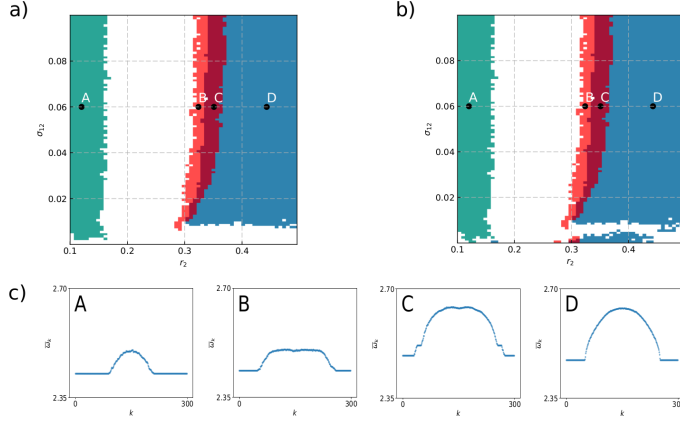 a)
b)
0.08
0.06
0.04
0.02
σ12
A
B
C
D
0.1
0.2
0.3
0.4
r2
0.08
0.06
0.04
0.02
σ12
A
B
C
D
0.1
0.2
0.3
0.4
r2
c)
2.70
A
ω̅k
2.35
0
300
k
2.70
B
ω̅k
2.35
0
300
k
2.70
C
ω̅k
2.35
0
300
k
2.70
D
ω̅k
2.35
0
300
k